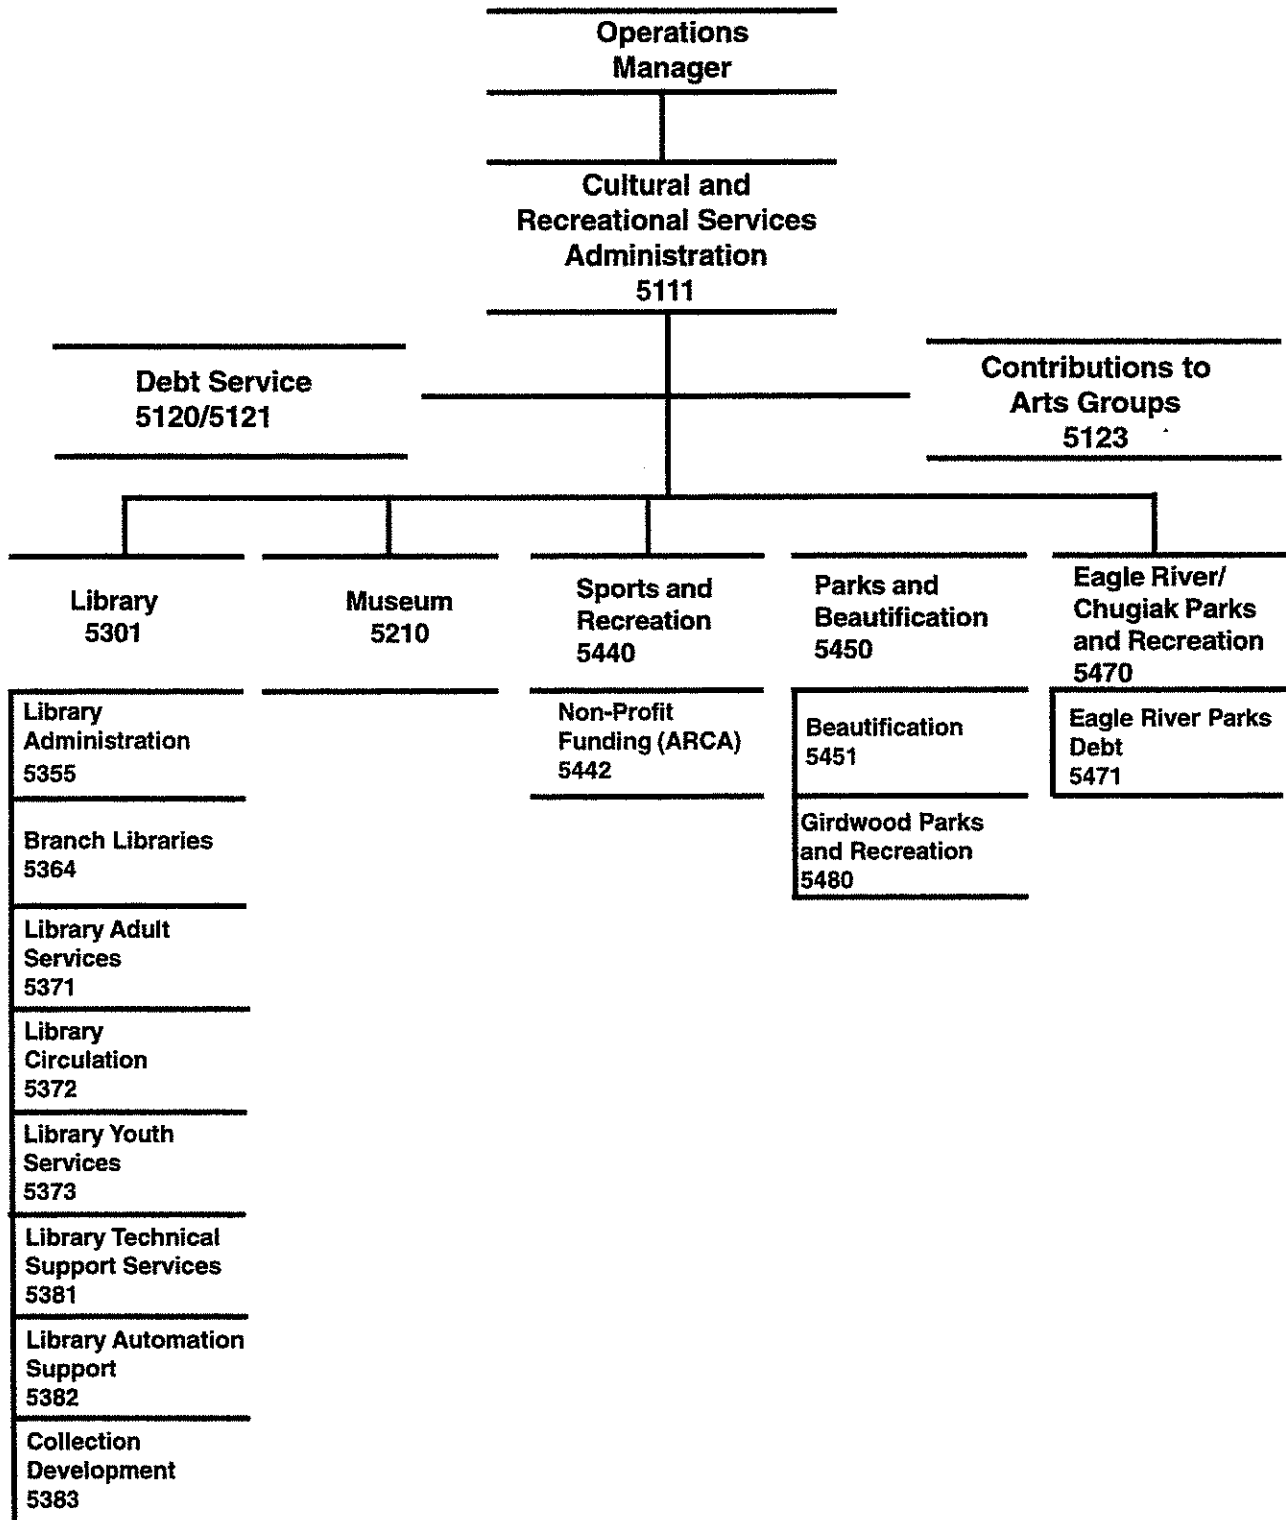 Operations
Manager
Cultural and
Recreational Services
Administration
5111
Debt Service
5120/5121
Contributions to
Arts Groups
5123
Library
5301
Museum
5210
Sports and
Recreation
5440
Parks and
Beautification
5450
Eagle River/
Chugiak Parks
and Recreation
5470
Library
Administration
5355
Branch Libraries
5364
Library Adult
Services
5371
Library
Circulation
5372
Library Youth
Services
5373
Library Technical
Support Services
5381
Library Automation
Support
5382
Collection
Development
5383
Non-Profit
Funding (ARCA)
5442
Beautification
5451
Girdwood Parks
and Recreation
5480
Eagle River Parks
Debt
5471